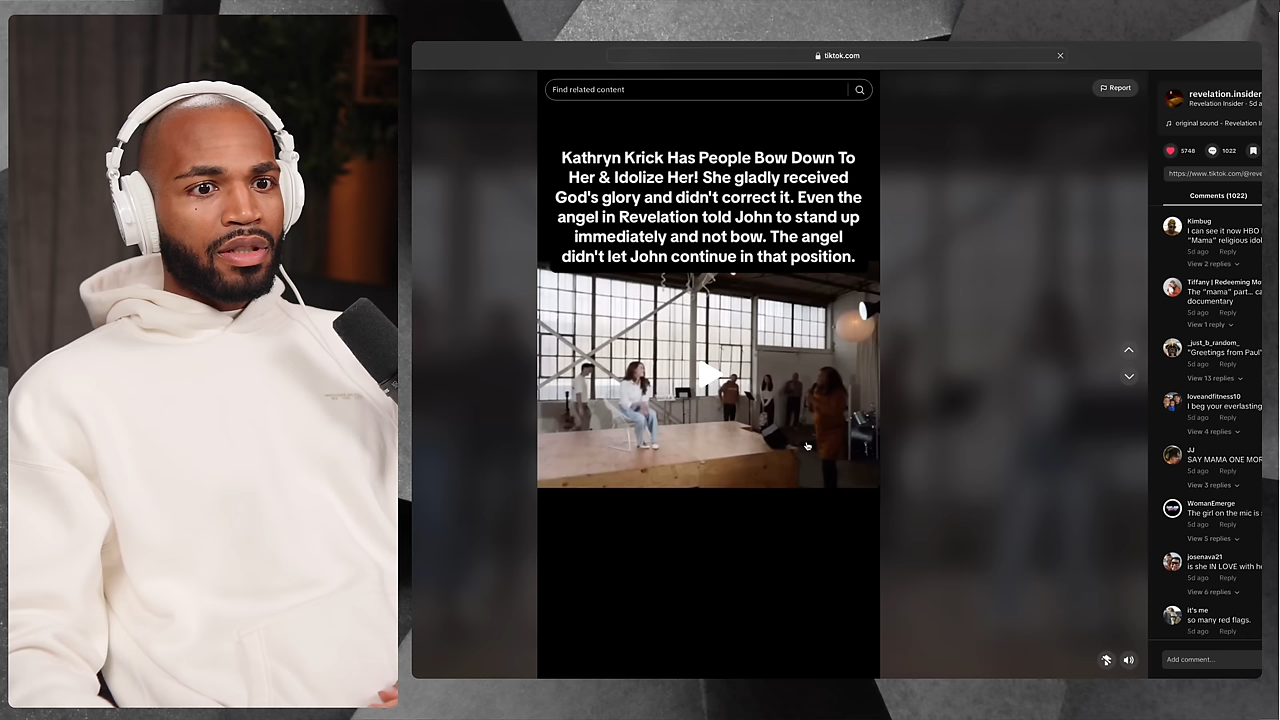 tiktok.com
Find related content
Report
Kathryn Krick Has People Bow Down To
Her & Idolize Her! She gladly received
God's glory and didn't correct it. Even the
angel in Revelation told John to stand up
immediately and not bow. The angel
didn't let John continue in that position.
revelation.insider
Revelation Insider · 5d a
original sound - Revelation In
5748
1022
https://www.tiktok.com/@reve
Comments (1022)
Kimbug
I can see it now HBO
"Mama" religious idol
5d ago Reply
View 2 replies
Tiffany | Redeeming Mo
The "mama" part... ca
documentary
5d ago Reply
View 1 reply
_just_b_random_
"Greetings from Paul"
5d ago Reply
View 13 replies
loveandfitness10
I beg your everlasting
5d ago Reply
View 4 replies
JJ
SAY MAMA ONE MOR
5d ago Reply
View 3 replies
WomanEmerge
The girl on the mic is
5d ago Reply
View 5 replies
josenava21
is she IN LOVE with he
5d ago Reply
View 6 replies
it's me
so many red flags.
5d ago Reply
Add comment...